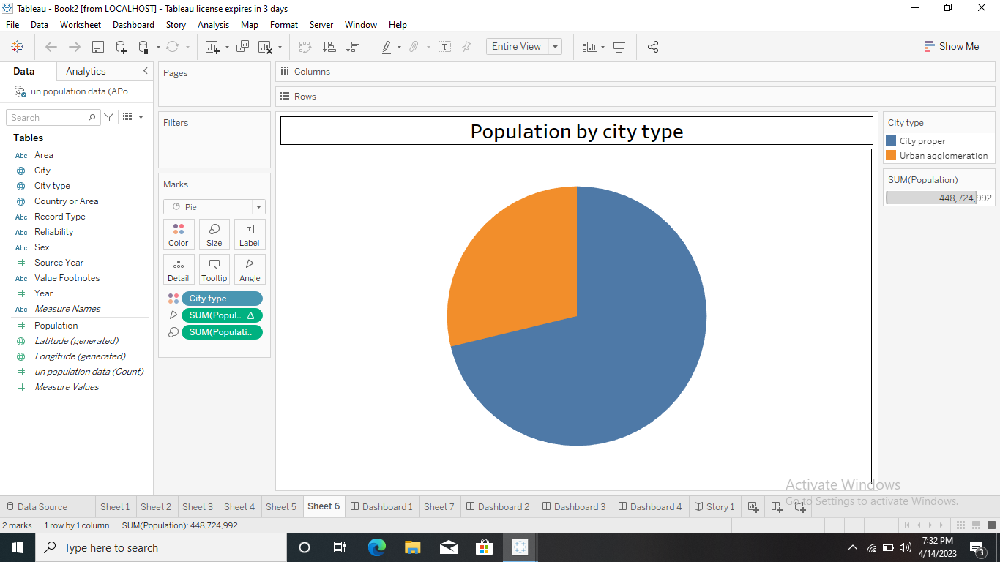 Tableau - Book2 [from LOCALHOST] - Tableau license expires in 3 days
File Data Worksheet Dashboard Story Analysis Map Format Server Window Help
Entire View
Show Me
Data Analytics
un population data (APo...
Search
Tables
Abc Area
City
City type
Country or Area
Abc Record Type
Abc Reliability
Abc Sex
Source Year
Abc Value Footnotes
Year
Abc Measure Names
Population
Latitude (generated)
Longitude (generated)
un population data (Count)
Measure Values
Pages
Filters
Marks
Pie
Color Size Label
Detail Tooltip Angle
City type
SUM(Popul..
SUM(Populati..
Columns
Rows
Population by city type
City type
City proper
Urban agglomeration
SUM(Population)
448,724,992
Activate Windows
Go to Settings to activate Windows.
Data Source Sheet 1 Sheet 2 Sheet 3 Sheet 4 Sheet 5 Sheet 6 Dashboard 1 Sheet 7 Dashboard 2 Dashboard 3 Dashboard 4 Story 1
2 marks 1 row by 1 column SUM(Population): 448,724,992
Type here to search
7:32 PM
4/14/2023
3